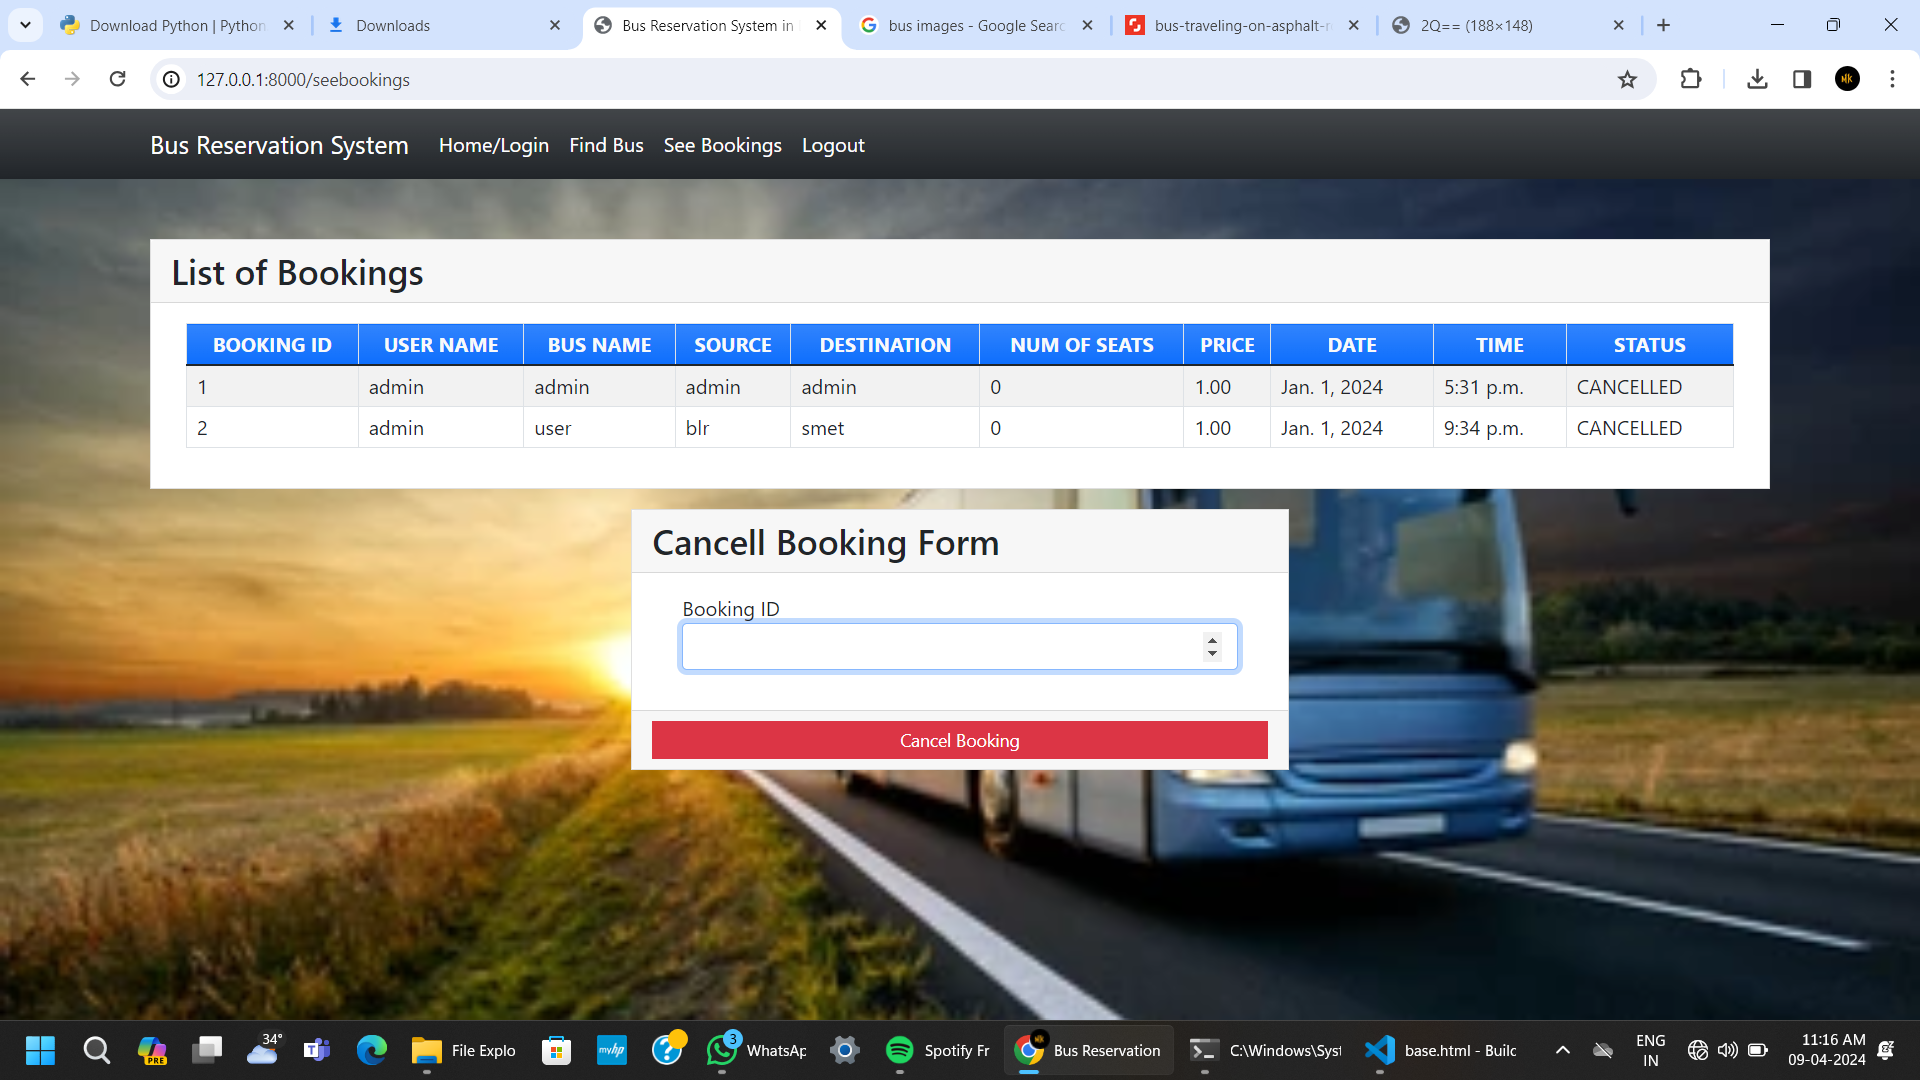 Download Python | Python
Downloads
Bus Reservation System in
bus images - Google Searc
bus-traveling-on-asphalt-r
2Q== (188×148)
127.0.0.1:8000/seebookings
Bus Reservation System Home/Login Find Bus See Bookings Logout
List of Bookings
BOOKING ID USER NAME BUS NAME SOURCE DESTINATION NUM OF SEATS PRICE DATE TIME STATUS
1 admin admin admin admin 0 1.00 Jan. 1, 2024 5:31 p.m. CANCELLED
2 admin user blr smet 0 1.00 Jan. 1, 2024 9:34 p.m. CANCELLED
Cancell Booking Form
Booking ID
Cancel Booking
PRE
34°
File Explo
myhp
3
WhatsAp
Spotify Fr
Bus Reservation
C:\Windows\Syst
base.html - Builc
ENG
IN
11:16 AM
09-04-2024